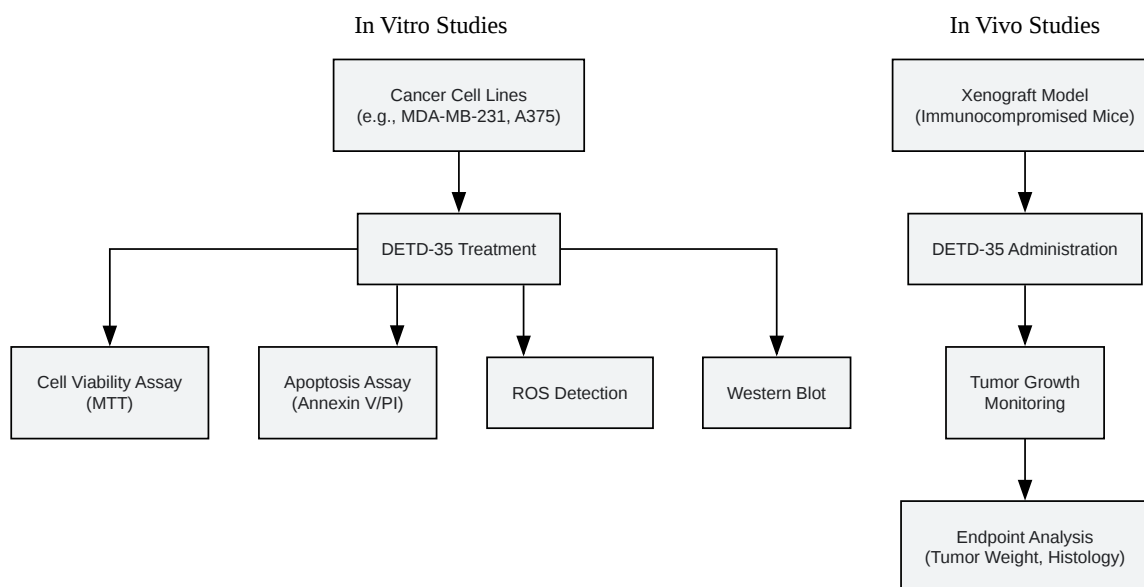 In Vitro Studies
In Vivo Studies
Cancer Cell Lines
(e.g., MDA-MB-231, A375)
Xenograft Model
(Immunocompromised Mice)
DETD-35 Treatment
DETD-35 Administration
Cell Viability Assay
(MTT)
Apoptosis Assay
(Annexin V/PI)
ROS Detection
Western Blot
Tumor Growth
Monitoring
Endpoint Analysis
(Tumor Weight, Histology)